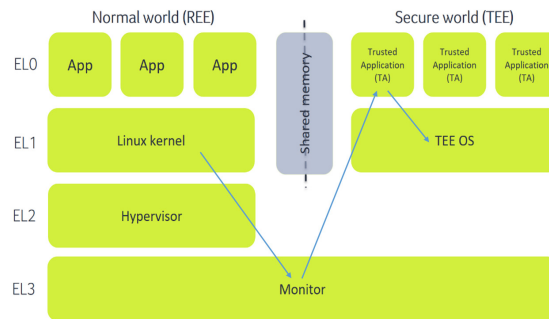 Normal world (REE)
Secure world (TEE)
EL0
App
App
App
Shared memory
Trusted
Application
(TA)
Trusted
Application
(TA)
Trusted
Application
(TA)
EL1
Linux kernel
TEE OS
EL2
Hypervisor
EL3
Monitor